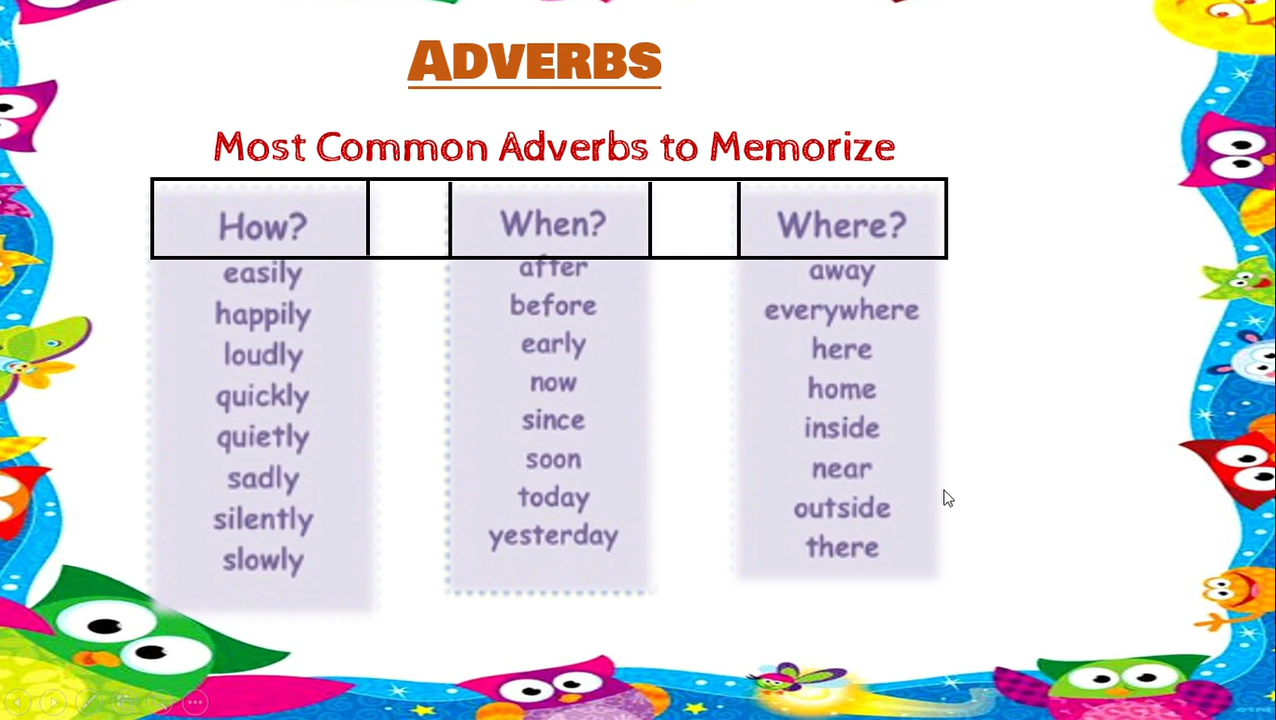 ADVERBS
Most Common Adverbs to Memorize
How?
easily
happily
loudly
quickly
quietly
sadly
silently
slowly
When?
after
before
early
now
since
soon
today
yesterday
Where?
away
everywhere
here
home
inside
near
outside
there